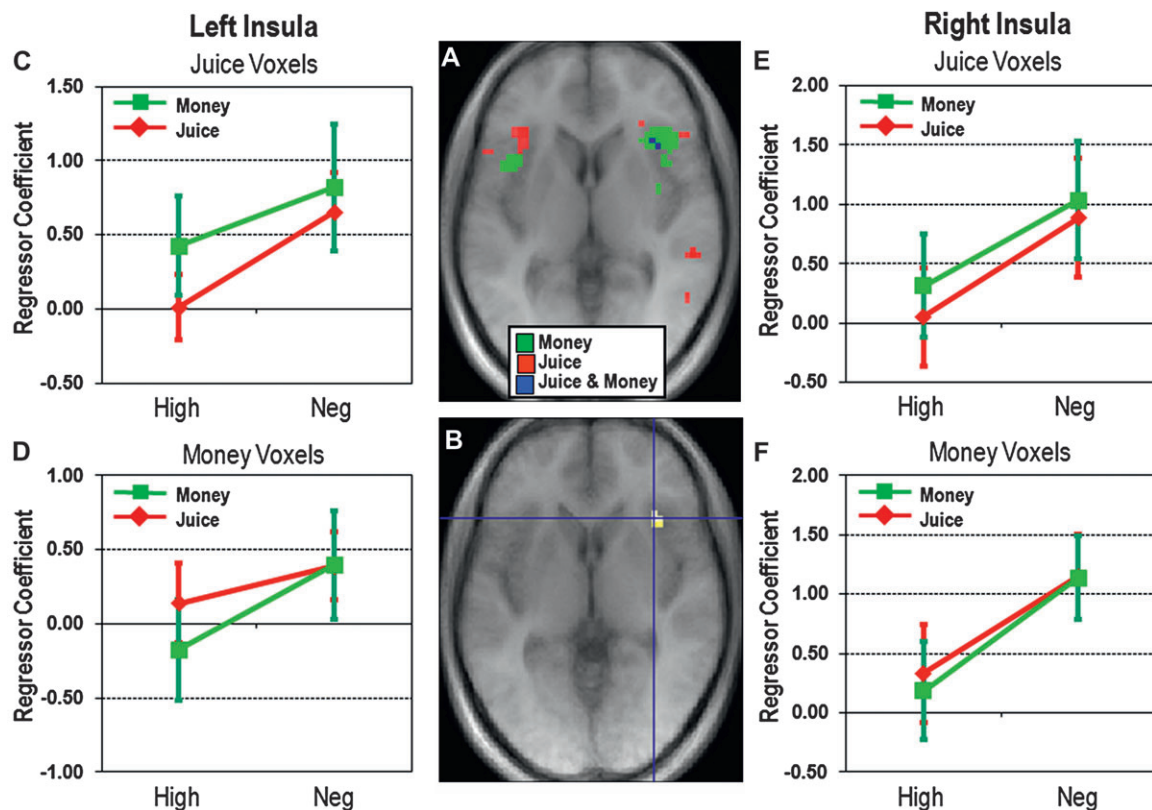 Left Insula
C
Juice Voxels
Regressor Coefficient
1.50
1.00
0.50
0.00
-0.50
Money
Juice
High
Neg
D
Money Voxels
Regressor Coefficient
1.00
0.50
0.00
-0.50
-1.00
Money
Juice
High
Neg
A
Money
Juice
Juice & Money
B
Right Insula
E
Juice Voxels
Regressor Coefficient
2.00
1.50
1.00
0.50
0.00
-0.50
Money
Juice
High
Neg
F
Money Voxels
Regressor Coefficient
2.00
1.50
1.00
0.50
0.00
-0.50
Money
Juice
High
Neg